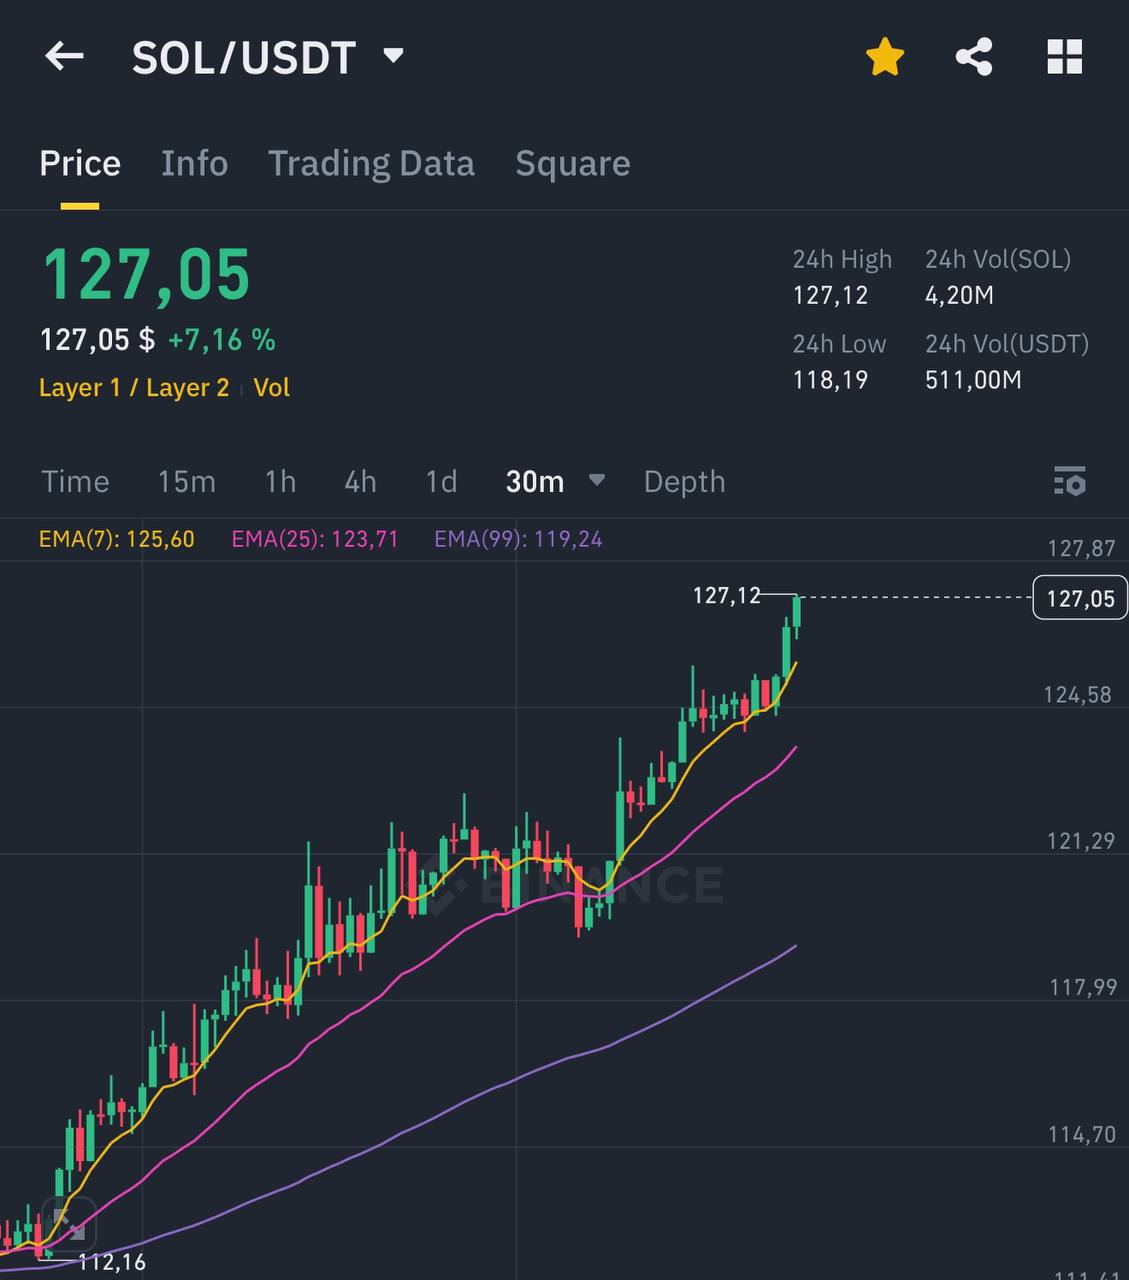 SOL/USDT
Price Info Trading Data Square
127,05
127,05 $ +7,16 %
Layer 1 / Layer 2 Vol
24h High 24h Vol(SOL)
127,12 4,20M
24h Low 24h Vol(USDT)
118,19 511,00M
Time 15m 1h 4h 1d 30m Depth
EMA(7): 125,60 EMA(25): 123,71 EMA(99): 119,24
127,87
127,12
127,05
124,58
121,29
BINANCE
117,99
114,70
112,16
111,41